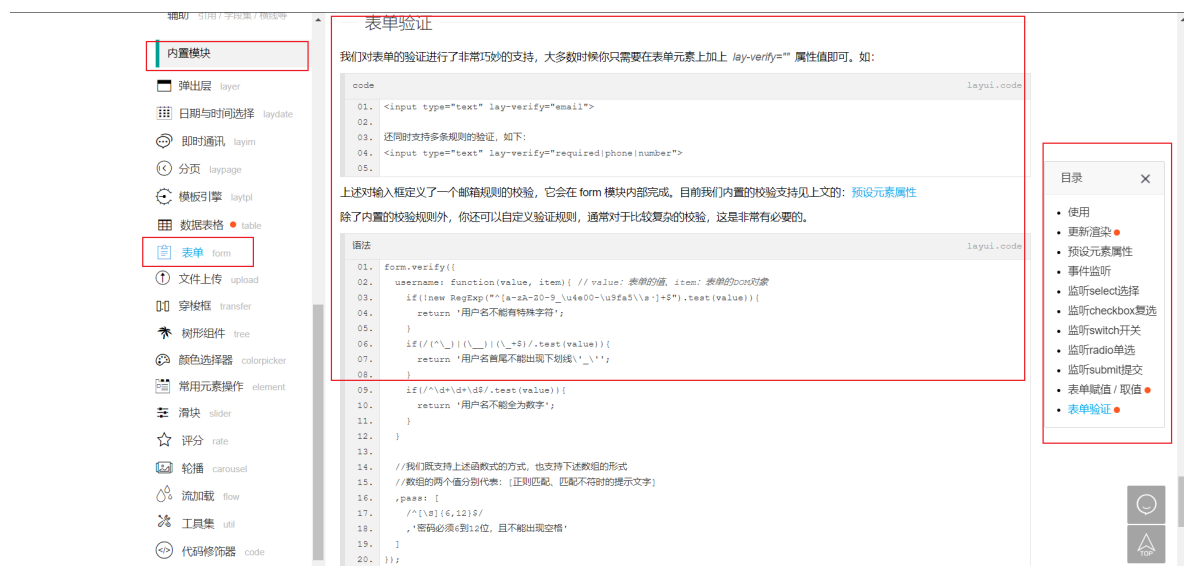 辅助 引用 / 字段集 / 横线等
内置模块
弹出层 layer
日期与时间选择 laydate
即时通讯 layim
分页 laypage
模板引擎 laytpl
数据表格 table
表单 form
文件上传 upload
穿梭框 transfer
树形组件 tree
颜色选择器 colorpicker
常用元素操作 element
滑块 slider
评分 rate
轮播 carousel
流加载 flow
工具集 util
代码修饰器 code
表单验证
我们对表单的验证进行了非常巧妙的支持，大多数时候你只需要在表单元素上加上 lay-verify="" 属性值即可。如：
code layui.code
01. <input type="text" lay-verify="email">
02.
03. 还同时支持多条规则的验证，如下：
04. <input type="text" lay-verify="required|phone|number">
05.
上述对输入框定义了一个邮箱规则的校验，它会在 form 模块内部完成。目前我们内置的校验支持见上文的：预设元素属性
除了内置的校验规则外，你还可以自定义验证规则，通常对于比较复杂的校验，这是非常有必要的。
语法 layui.code
01. form.verify({
02. username: function(value, item){ //value：表单的值、item：表单的DOM对象
03. if(!new RegExp("^[a-zA-Z0-9_\u4e00-\u9fa5\\s·]+$").test(value)){
04. return '用户名不能有特殊字符';
05. }
06. if(/(^\_)|(\__)|(\_+$)/.test(value)){
07. return '用户名首尾不能出现下划线\'_\'';
08. }
09. if(/^\d+\d+\d$/.test(value)){
10. return '用户名不能全为数字';
11. }
12. }
13.
14. //我们既支持上述函数式的方式，也支持下述数组的形式
15. //数组的两个值分别代表：[正则匹配、匹配不符时的提示文字]
16. ,pass: [
17. /^[\S]{6,12}$/
18. ,'密码必须6到12位，且不能出现空格'
19. ]
20. });
目录
使用
更新渲染
预设元素属性
事件监听
监听select选择
监听checkbox复选
监听switch开关
监听radio单选
监听submit提交
表单赋值 / 取值
表单验证
TOP